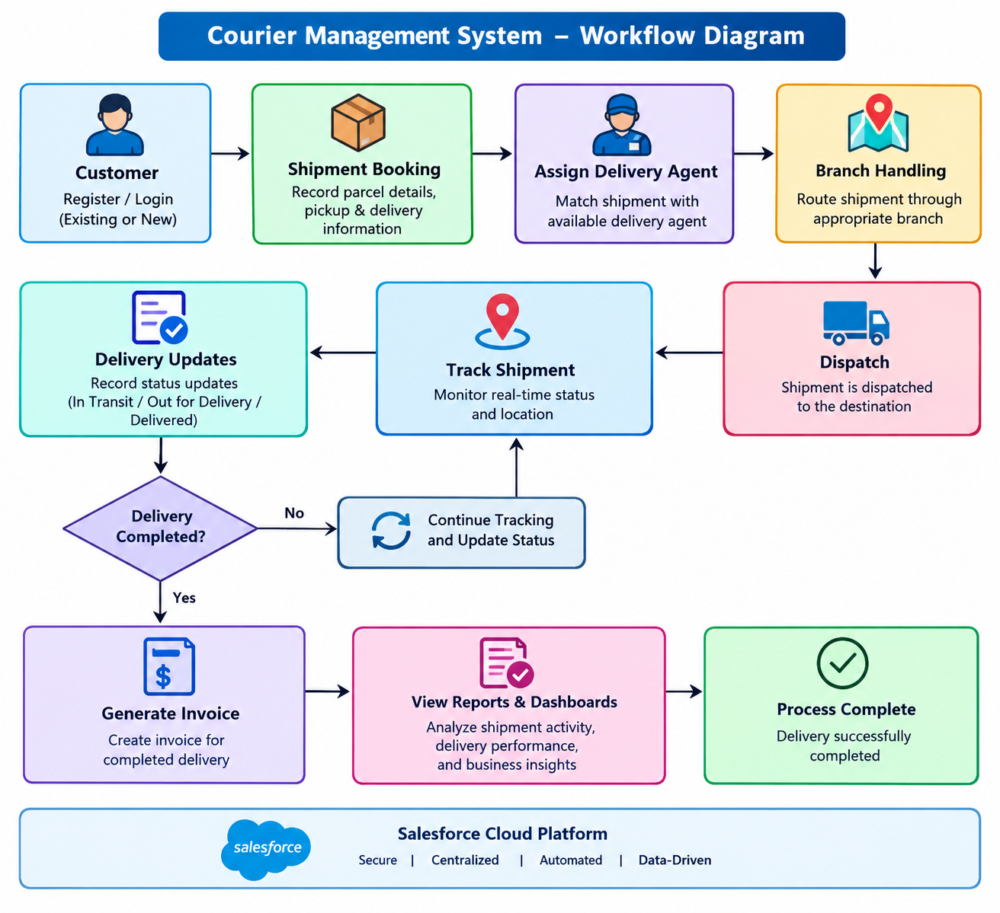 Courier Management System – Workflow Diagram
Customer
Register / Login
(Existing or New)
Shipment Booking
Record parcel details,
pickup & delivery
information
Assign Delivery Agent
Match shipment with
available delivery agent
Branch Handling
Route shipment through
appropriate branch
Delivery Updates
Record status updates
(In Transit / Out for Delivery /
Delivered)
Track Shipment
Monitor real-time status
and location
Dispatch
Shipment is dispatched
to the destination
Delivery
Completed?
No
Continue Tracking
and Update Status
Yes
Generate Invoice
Create invoice for
completed delivery
View Reports & Dashboards
Analyze shipment activity,
delivery performance,
and business insights
Process Complete
Delivery successfully
completed
salesforce
Salesforce Cloud Platform
Secure | Centralized | Automated | Data-Driven